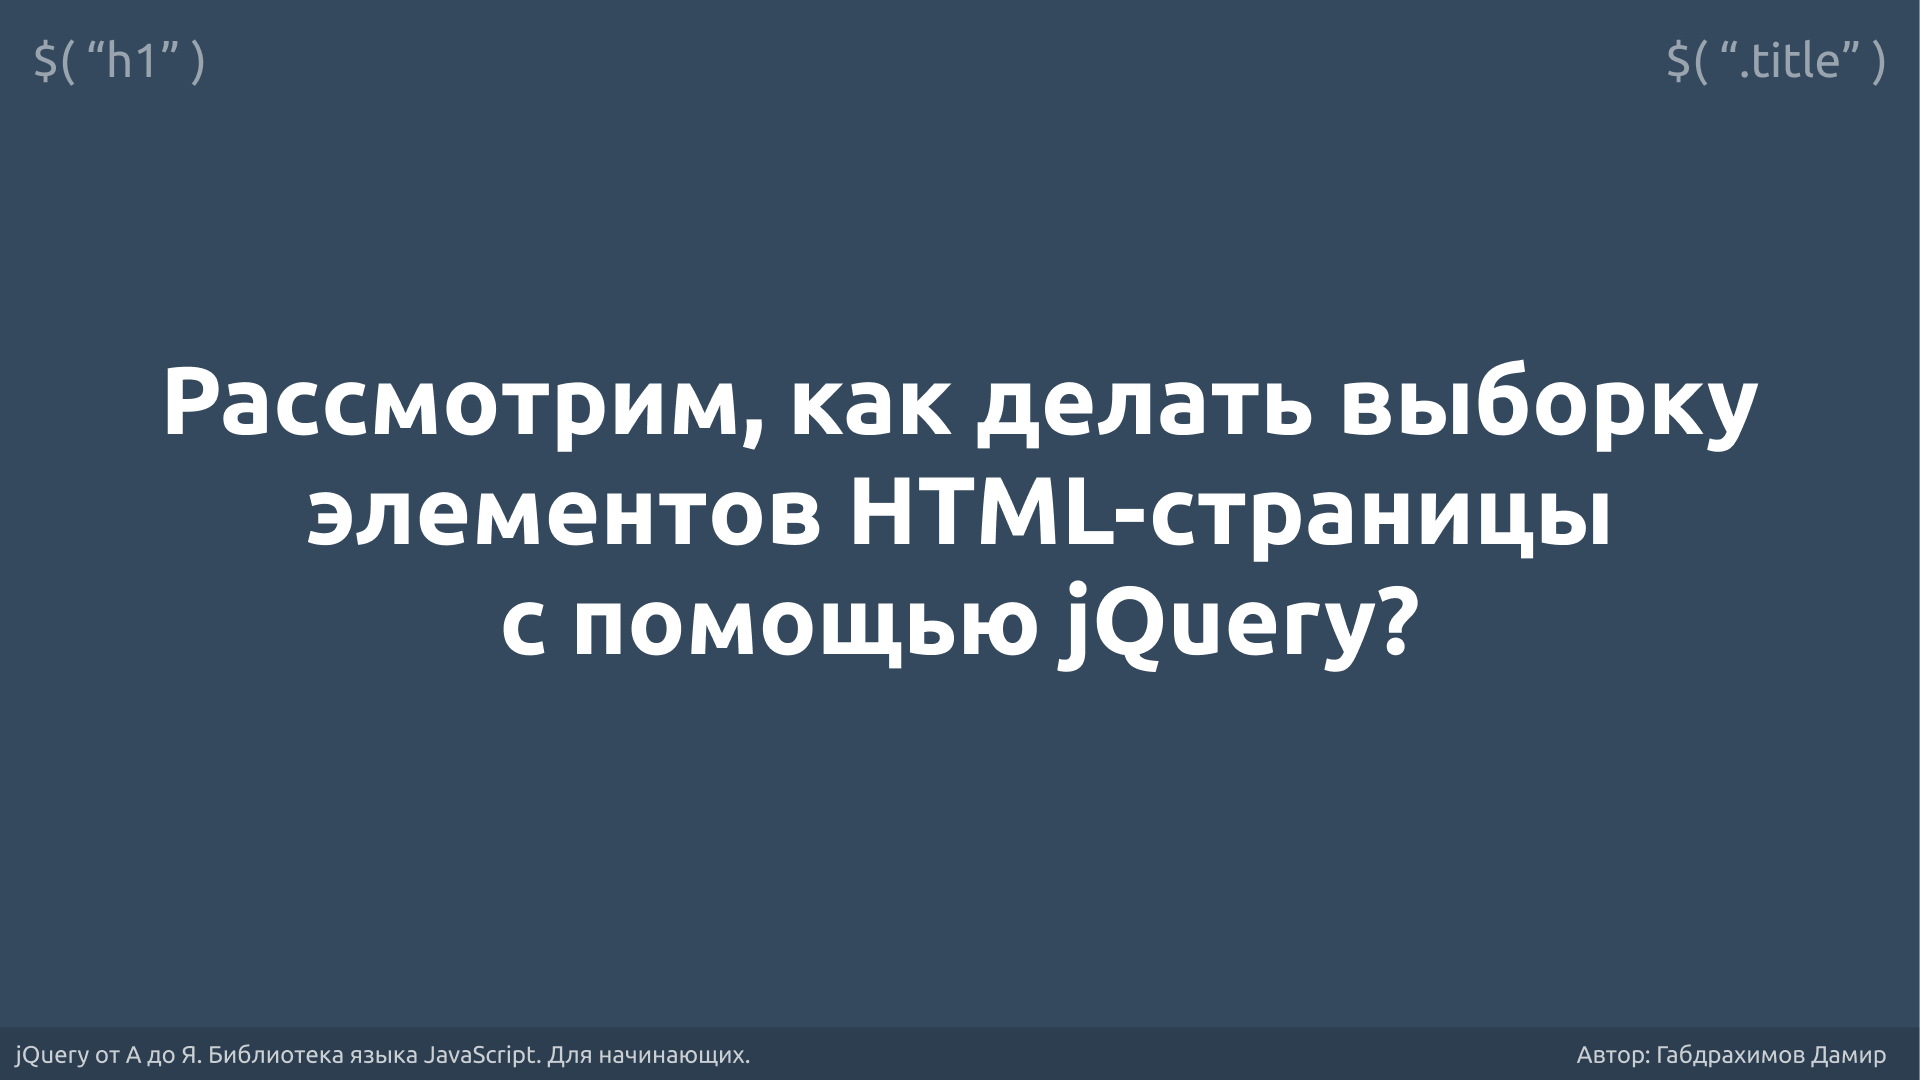 $( “h1” )
$( “.title” )
Рассмотрим, как делать выборку
элементов HTML-страницы
с помощью jQuery?
jQuery от А до Я. Библиотека языка JavaScript. Для начинающих.
Автор: Габдрахимов Дамир